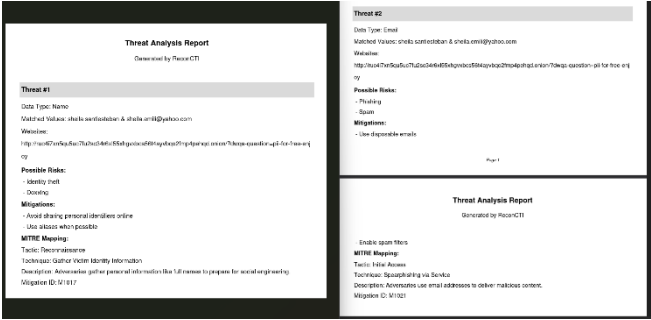 Threat Analysis Report
Generated by ReconCTI
Threat #1
Data Type: Name
Matched Values: sheila santiesteban & sheila.emili@yahoo.com
Websites:
oy
Possible Risks:
- Identity theft
- Doxxing
Mitigations:
- Avoid sharing personal identifiers online
- Use aliases when possible
MITRE Mapping:
Tactic: Reconnaissance
Technique: Gather Victim Identity Information
Description: Adversaries gather personal information like full names to prepare for social engineering
Mitigation ID: M1017
Threat #2
Data Type: Email
Matched Values: sheila santiesteban & sheila.emili@yahoo.com
Websites:
oy
Possible Risks:
- Phishing
- Spam
Mitigations:
- Use disposable emails
Page 1
Threat Analysis Report
Generated by ReconCTI
- Enable spam filters
MITRE Mapping:
Tactic: Initial Access
Technique: Spearphishing via Service
Description: Adversaries use email addresses to deliver malicious content.
Mitigation ID: M1021